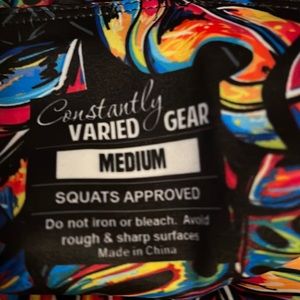 Constantly
VARIED GEAR
MEDIUM
SQUATS APPROVED
Do not iron or bleach. Avoid
rough & sharp surfaces
Made in China